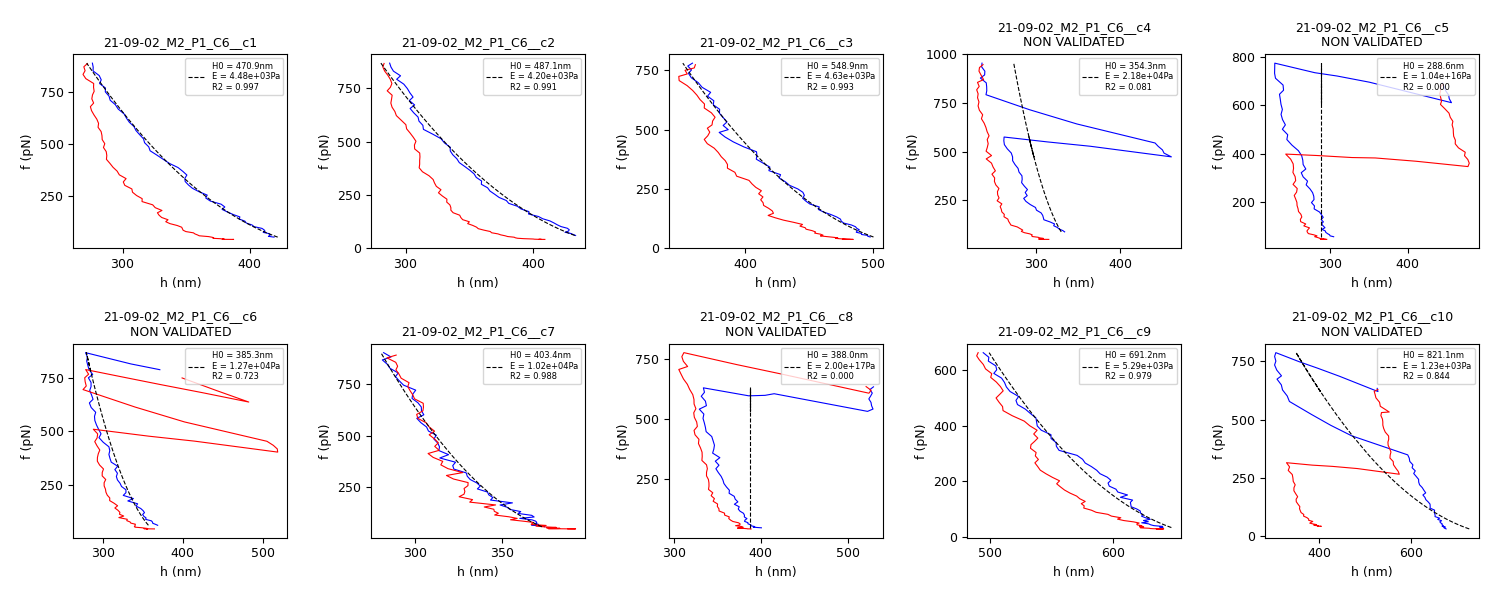 21-09-02_M2_P1_C6__c1
H0 = 470.9nm
E = 4.48e+03Pa
R2 = 0.997
750
500
250
f (pN)
300
400
h (nm)
21-09-02_M2_P1_C6__c2
H0 = 487.1nm
E = 4.20e+03Pa
R2 = 0.991
750
500
250
0
f (pN)
300
400
h (nm)
21-09-02_M2_P1_C6__c3
H0 = 548.9nm
E = 4.63e+03Pa
R2 = 0.993
750
500
250
0
f (pN)
400
500
h (nm)
21-09-02_M2_P1_C6__c4
NON VALIDATED
H0 = 354.3nm
E = 2.18e+04Pa
R2 = 0.081
1000
750
500
250
f (pN)
300
400
h (nm)
21-09-02_M2_P1_C6__c5
NON VALIDATED
H0 = 288.6nm
E = 1.04e+16Pa
R2 = 0.000
800
600
400
200
f (pN)
300
400
h (nm)
21-09-02_M2_P1_C6__c6
NON VALIDATED
H0 = 385.3nm
E = 1.27e+04Pa
R2 = 0.723
750
500
250
f (pN)
300
400
500
h (nm)
21-09-02_M2_P1_C6__c7
H0 = 403.4nm
E = 1.02e+04Pa
R2 = 0.988
750
500
250
f (pN)
300
350
h (nm)
21-09-02_M2_P1_C6__c8
NON VALIDATED
H0 = 388.0nm
E = 2.00e+17Pa
R2 = 0.000
750
500
250
f (pN)
300
400
500
h (nm)
21-09-02_M2_P1_C6__c9
H0 = 691.2nm
E = 5.29e+03Pa
R2 = 0.979
600
400
200
0
f (pN)
500
600
h (nm)
21-09-02_M2_P1_C6__c10
NON VALIDATED
H0 = 821.1nm
E = 1.23e+03Pa
R2 = 0.844
750
500
250
0
f (pN)
400
600
h (nm)